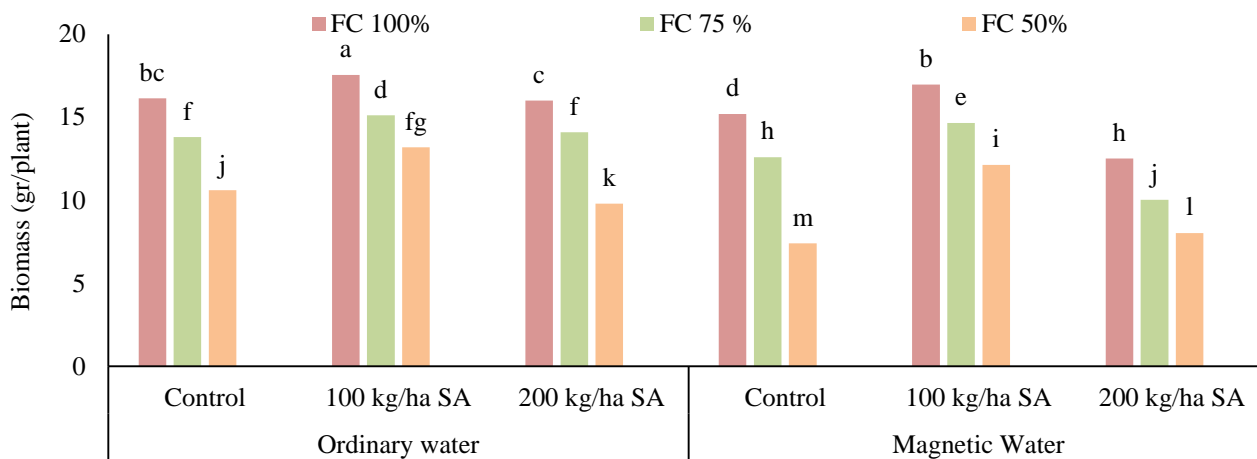 FC 100% FC 75 % FC 50%
20
15
10
5
0
Biomass (gr/plant)
bc f j a d fg c f k d h m b e i h j l
Control 100 kg/ha SA 200 kg/ha SA Control 100 kg/ha SA 200 kg/ha SA
Ordinary water Magnetic Water